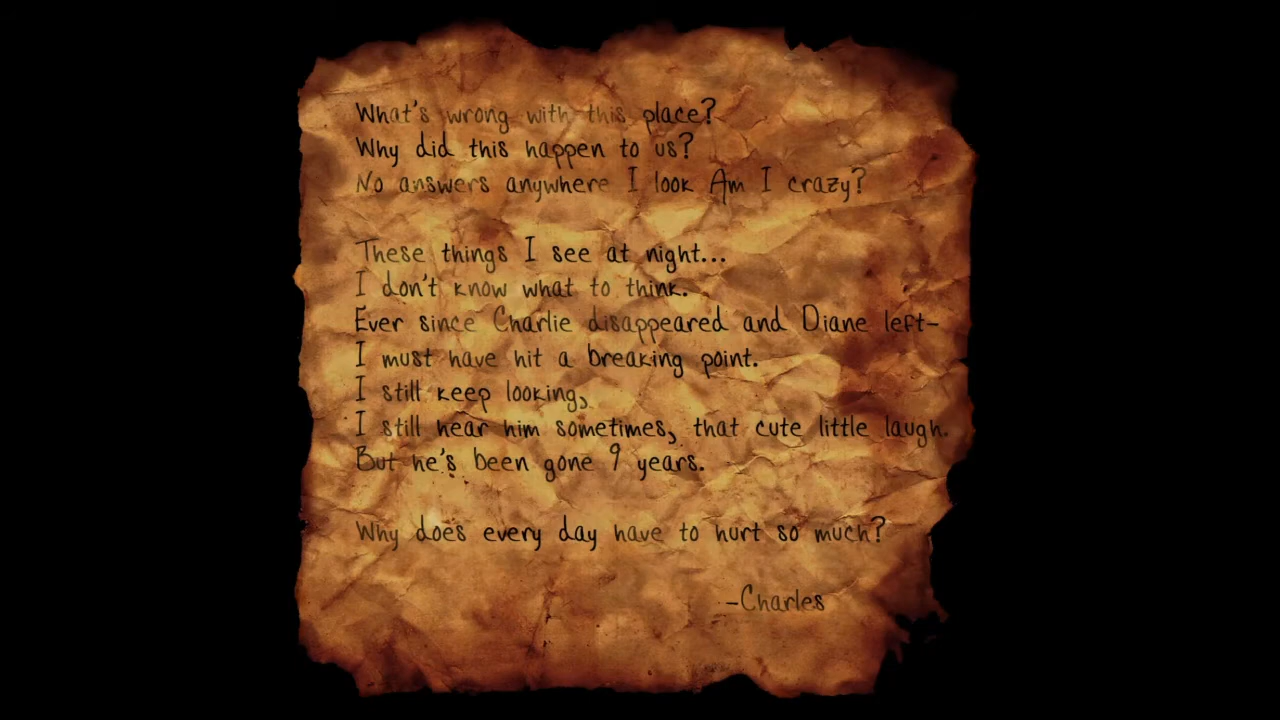 What's wrong with this place?
Why did this happen to us?
No answers anywhere I look Am I crazy?
These things I see at night...
I don't know what to think.
Ever since Charlie disappeared and Diane left-
I must have hit a breaking point.
I still keep looking,
I still hear him sometimes, that cute little laugh.
But he's been gone 9 years.
Why does every day have to hurt so much?
-Charles